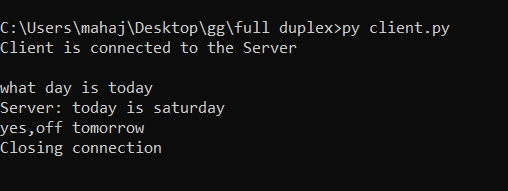 C:\Users\mahaj\Desktop\gg\full duplex>py client.py
Client is connected to the Server
what day is today
Server: today is saturday
yes,off tomorrow
Closing connection